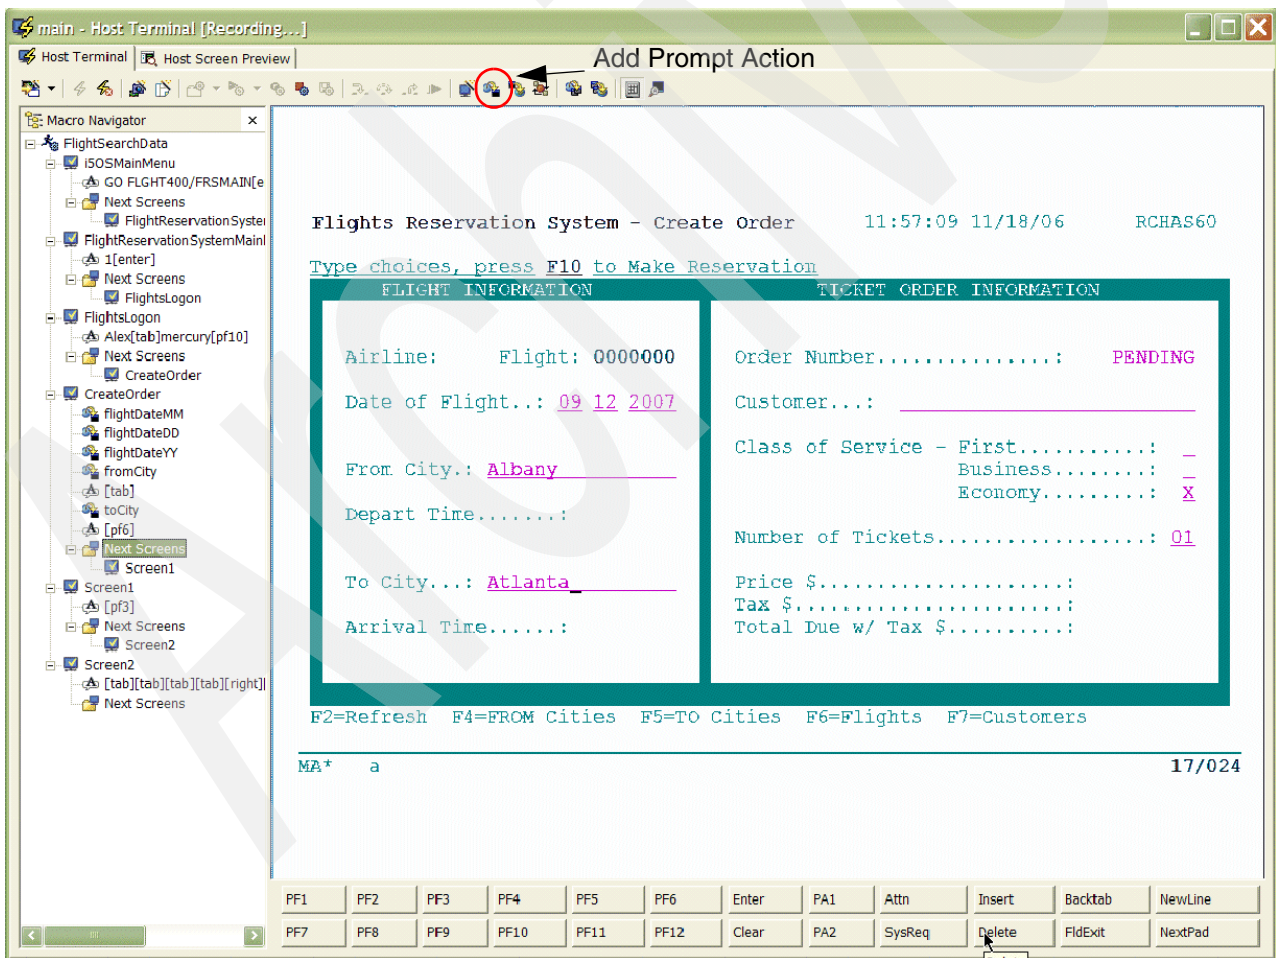 main - Host Terminal [Recording...]
Host Terminal
Host Screen Preview
Add Prompt Action
Macro Navigator
FlightSearchData
i5OSMainMenu
GO FLGHT400/FRSMAIN[e
Next Screens
FlightReservationSyster
FlightReservationSystemMainI
1[enter]
Next Screens
FlightsLogon
FlightsLogon
Alex[tab]mercury[pf10]
Next Screens
CreateOrder
CreateOrder
flightDateMM
flightDateDD
flightDateYY
fromCity
[tab]
toCity
[pf6]
Next Screens
Screen1
Screen1
[pf3]
Next Screens
Screen2
Screen2
[tab][tab][tab][tab][right]
Next Screens
Flights Reservation System - Create Order 11:57:09 11/18/06 RCHAS60
Type choices, press F10 to Make Reservation
FLIGHT INFORMATION TICKET ORDER INFORMATION
Airline: Flight: 0000000 Order Number...............: PENDING
Date of Flight..: 09 12 2007 Customer...:
Class of Service - First...........: _
From City.: Albany Business........: _
Economy.........: X
Depart Time.......:
Number of Tickets..................: 01
To City...: Atlanta_ Price $.....................:
Tax $.......................:
Arrival Time......: Total Due w/ Tax $..........:
F2=Refresh F4=FROM Cities F5=TO Cities F6=Flights F7=Customers
MA* a 17/024
PF1 PF2 PF3 PF4 PF5 PF6 Enter PA1 Attn Insert Backtab NewLine
PF7 PF8 PF9 PF10 PF11 PF12 Clear PA2 SysReq Delete FldExit NextPad